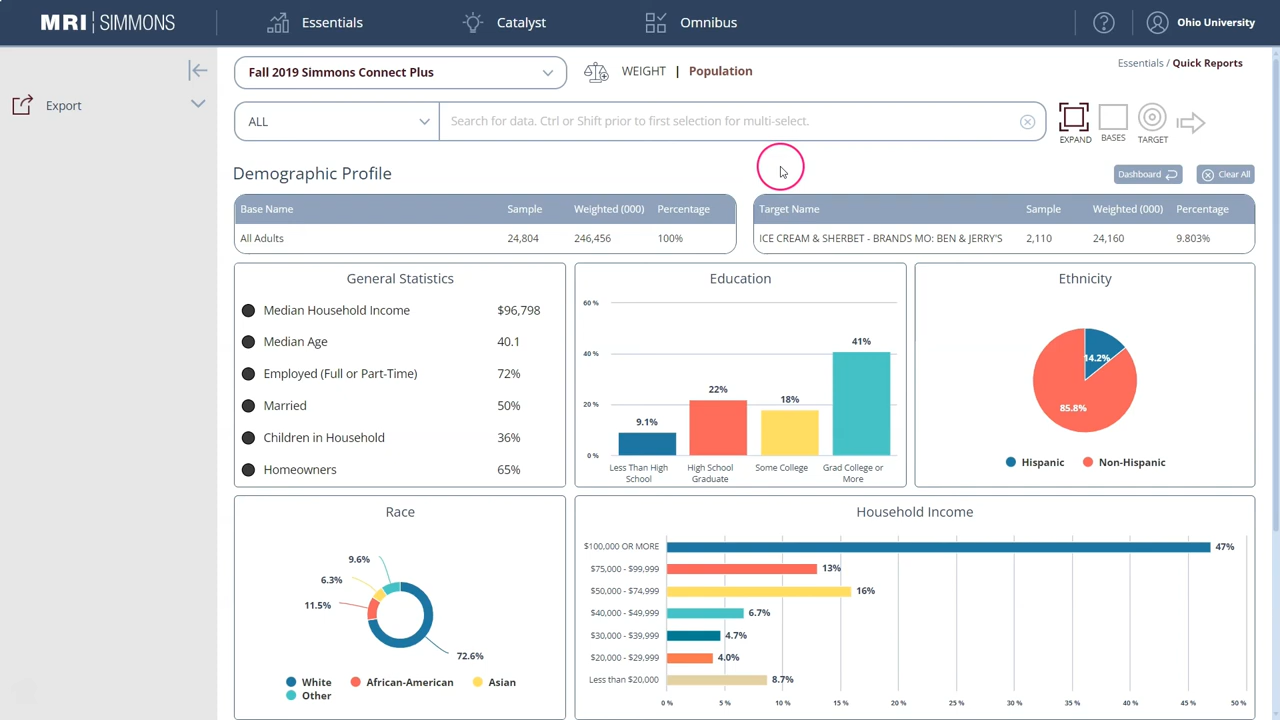 MRI | SIMMONS
Essentials
Catalyst
Omnibus
?
Ohio University
Export
Fall 2019 Simmons Connect Plus
WEIGHT | Population
Essentials / Quick Reports
ALL
Search for data. Ctrl or Shift prior to first selection for multi-select.
EXPAND
BASES
TARGET
Demographic Profile
Dashboard
Clear All
Base Name Sample Weighted (000) Percentage
All Adults 24,804 246,456 100%
Target Name Sample Weighted (000) Percentage
ICE CREAM & SHERBET - BRANDS MO: BEN & JERRY'S 2,110 24,160 9.803%
General Statistics
Median Household Income $96,798
Median Age 40.1
Employed (Full or Part-Time) 72%
Married 50%
Children in Household 36%
Homeowners 65%
Education
60 %
40 %
20 %
0 %
9.1%
22%
18%
41%
Less Than High
School
High School
Graduate
Some College
Grad College or
More
Ethnicity
14.2%
85.8%
Hispanic
Non-Hispanic
Race
9.6%
6.3%
11.5%
72.6%
White
African-American
Asian
Other
Household Income
$100,000 OR MORE 47%
$75,000 - $99,999 13%
$50,000 - $74,999 16%
$40,000 - $49,999 6.7%
$30,000 - $39,999 4.7%
$20,000 - $29,999 4.0%
Less than $20,000 8.7%
0 % 5 % 10 % 15 % 20 % 25 % 30 % 35 % 40 % 45 % 50 %